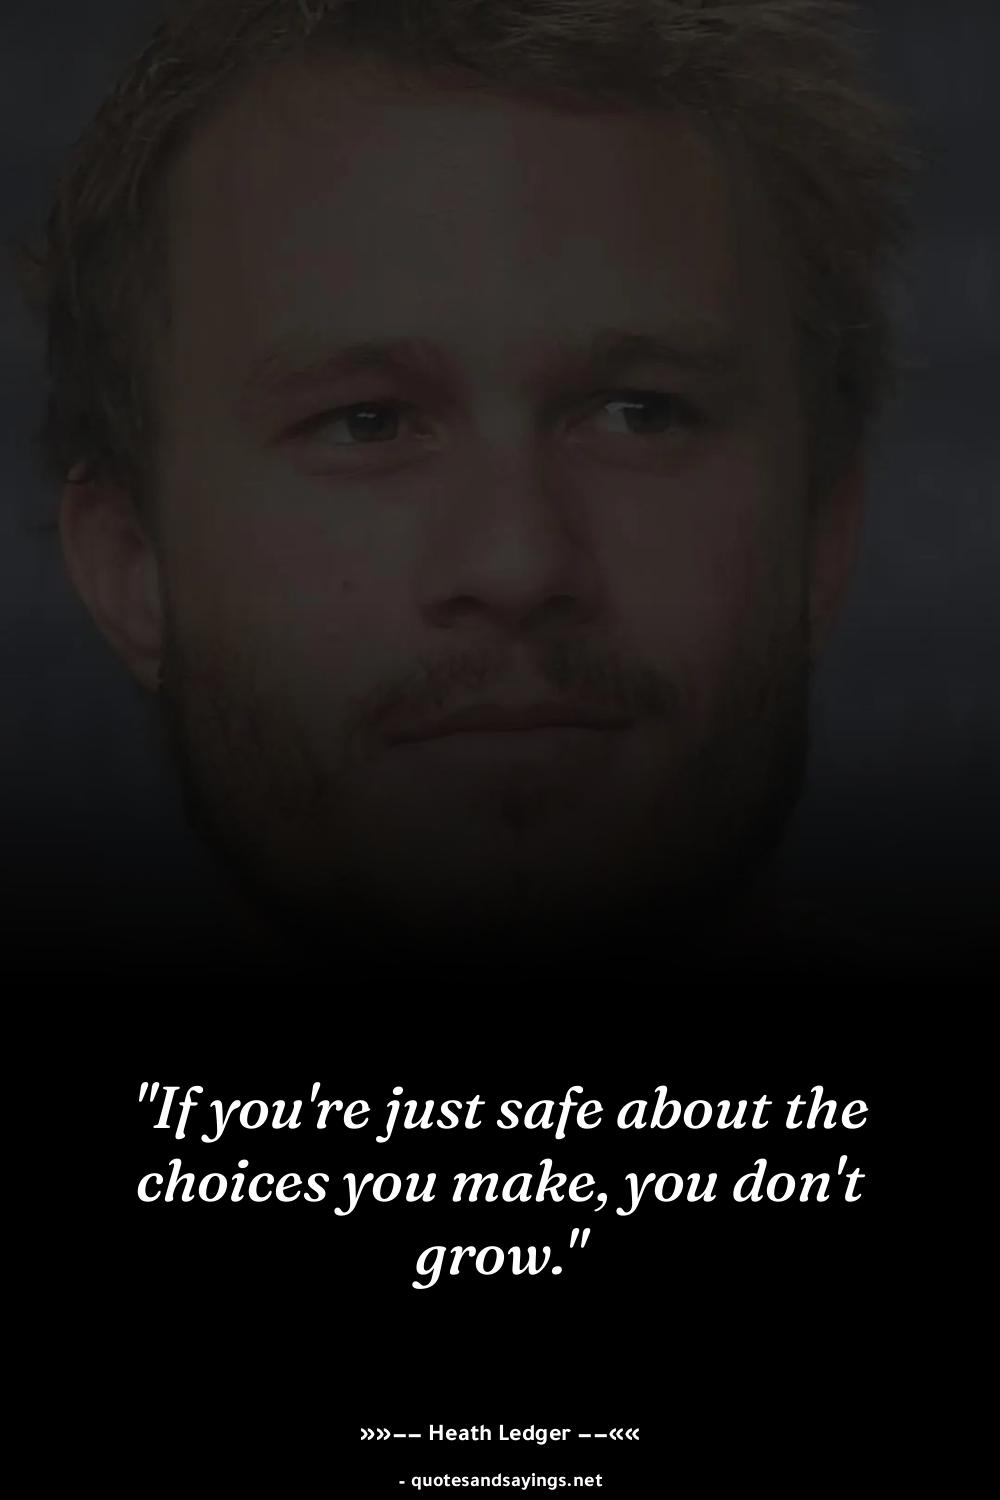 "If you're just safe about the
choices you make, you don't
grow."
»»–– Heath Ledger ––««
- quotesandsayings.net